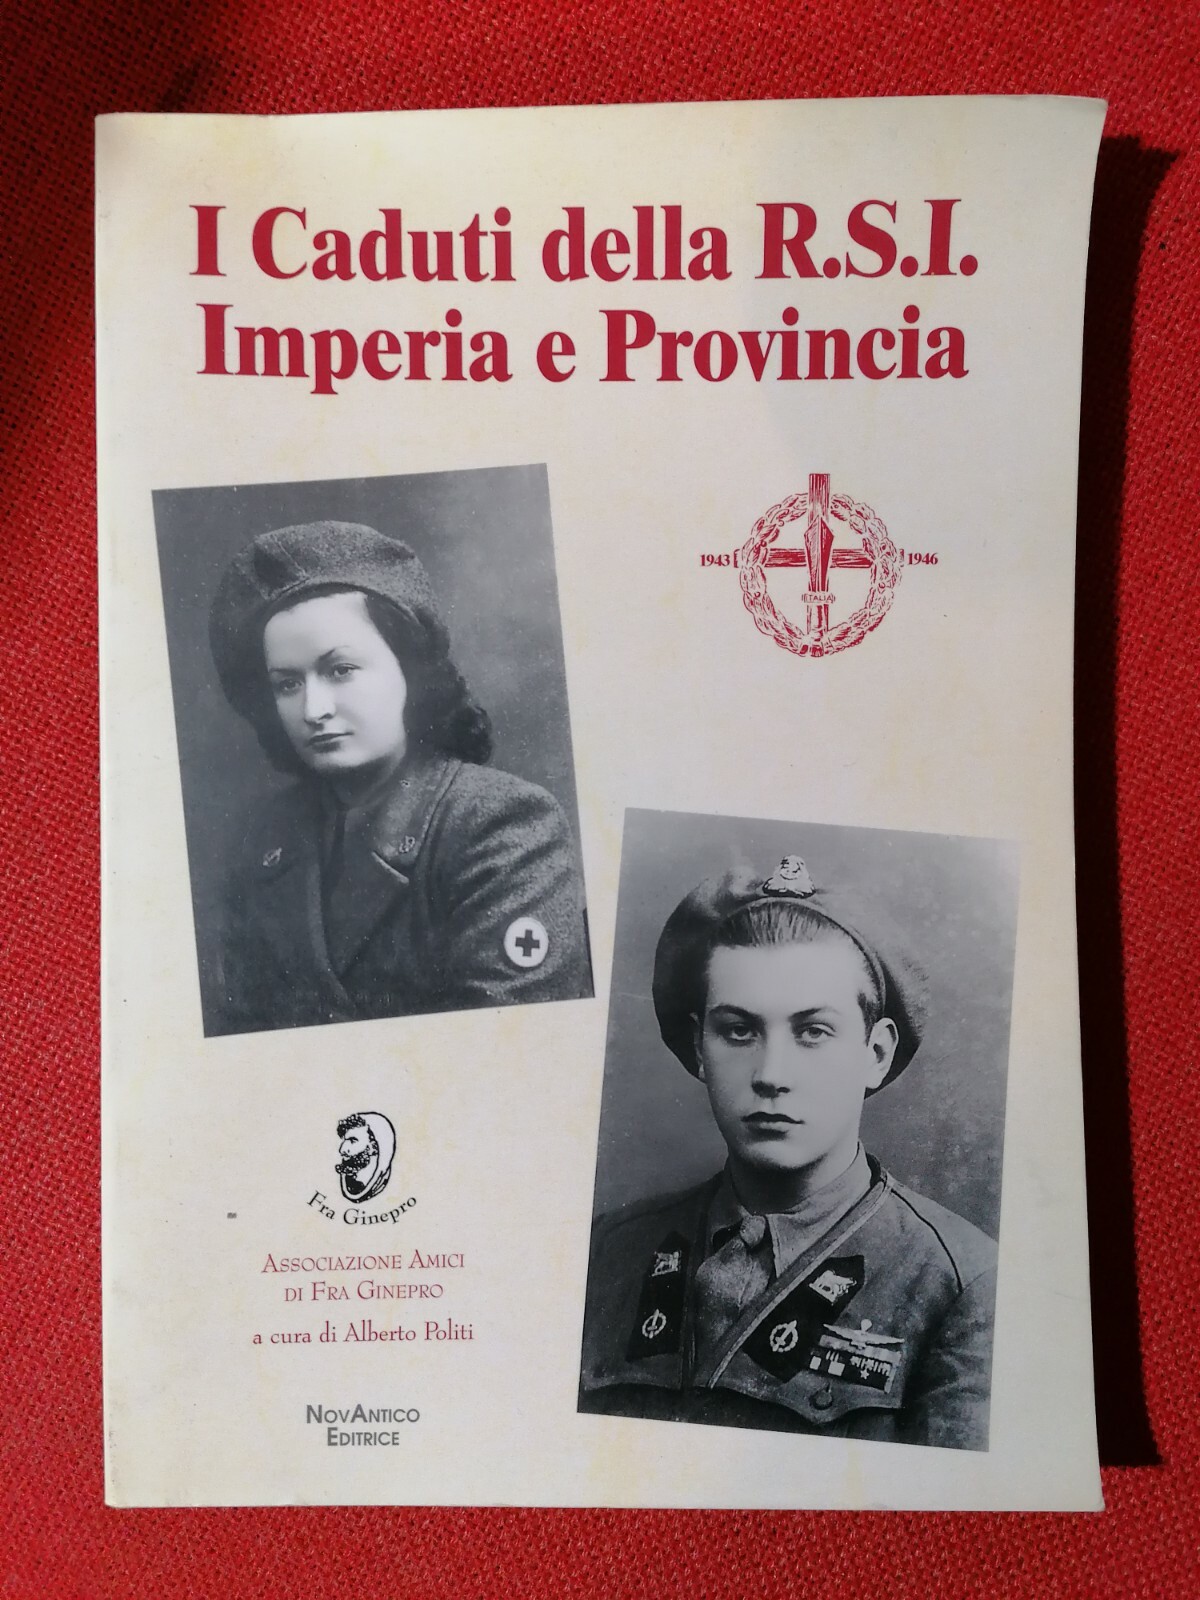 I Caduti della R.S.I.
Imperia e Provincia
1943 1946
ITALIA
Fra Ginepro
ASSOCIAZIONE AMICI
DI FRA GINEPRO
a cura di Alberto Politi
NOVANTICO
EDITRICE